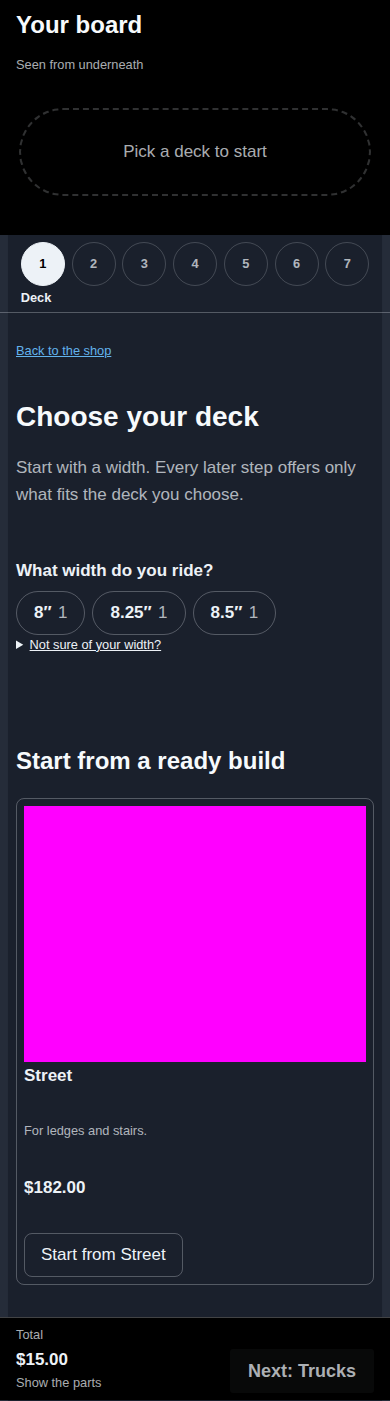 Your board
Seen from underneath
Pick a deck to start
1 2 3 4 5 6 7
Deck
Back to the shop
Choose your deck
Start with a width. Every later step offers only
what fits the deck you choose.
What width do you ride?
8″ 1 8.25″ 1 8.5″ 1
Not sure of your width?
Start from a ready build
Street
For ledges and stairs.
$182.00
Start from Street
Total
$15.00
Show the parts
Next: Trucks